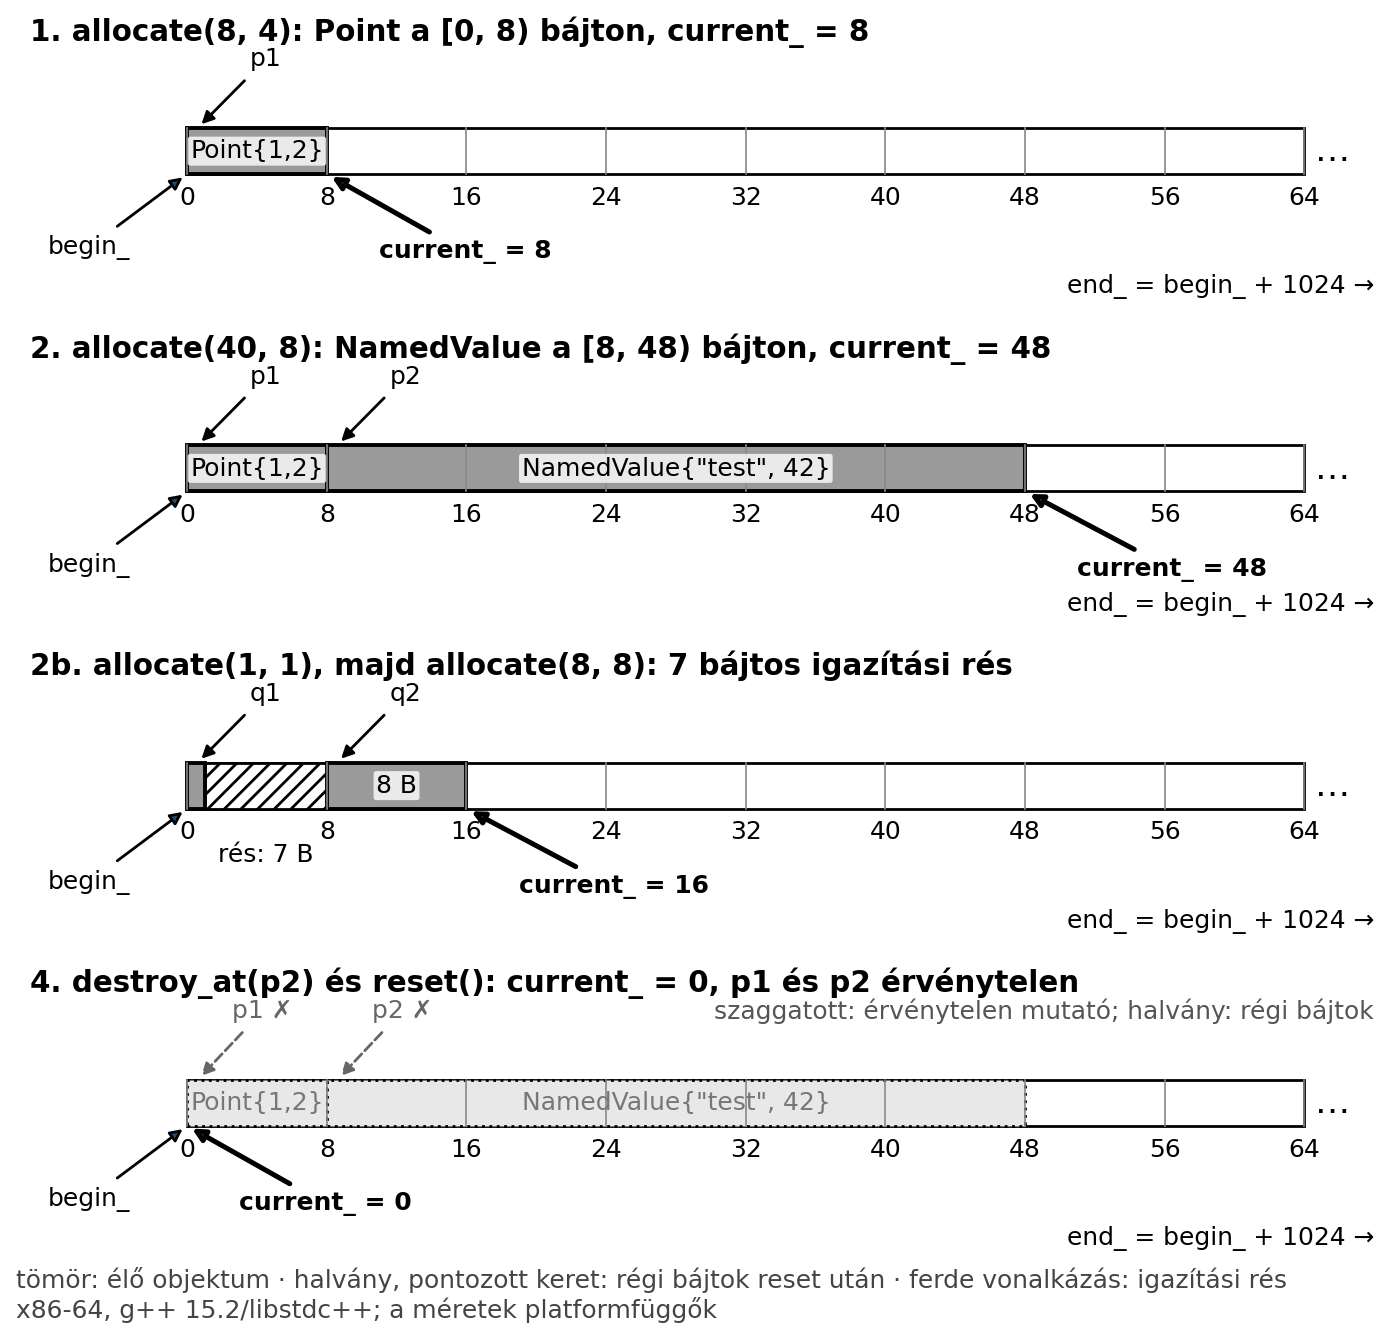 1. allocate(8, 4): Point a [0, 8) bájton, current_ = 8
p1
Point{1,2}
...
0 8 16 24 32 40 48 56 64
begin_
current_ = 8
end_ = begin_ + 1024 →
2. allocate(40, 8): NamedValue a [8, 48) bájton, current_ = 48
p1 p2
Point{1,2} NamedValue{"test", 42}
...
0 8 16 24 32 40 48 56 64
begin_
current_ = 48
end_ = begin_ + 1024 →
2b. allocate(1, 1), majd allocate(8, 8): 7 bájtos igazítási rés
q1 q2
8 B
...
0 8 16 24 32 40 48 56 64
rés: 7 B
begin_
current_ = 16
end_ = begin_ + 1024 →
4. destroy_at(p2) és reset(): current_ = 0, p1 és p2 érvénytelen
p1 ✗ p2 ✗ szaggatott: érvénytelen mutató; halvány: régi bájtok
Point{1,2} NamedValue{"test", 42}
...
0 8 16 24 32 40 48 56 64
begin_
current_ = 0
end_ = begin_ + 1024 →
tömör: élő objektum · halvány, pontozott keret: régi bájtok reset után · ferde vonalkázás: igazítási rés
x86-64, g++ 15.2/libstdc++; a méretek platformfüggők